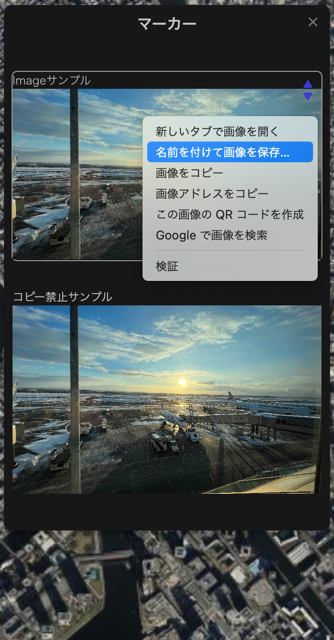 マーカー
Imageサンプル
新しいタブで画像を開く
名前を付けて画像を保存...
画像をコピー
画像アドレスをコピー
この画像の QR コードを作成
Google で画像を検索
検証
コピー禁止サンプル